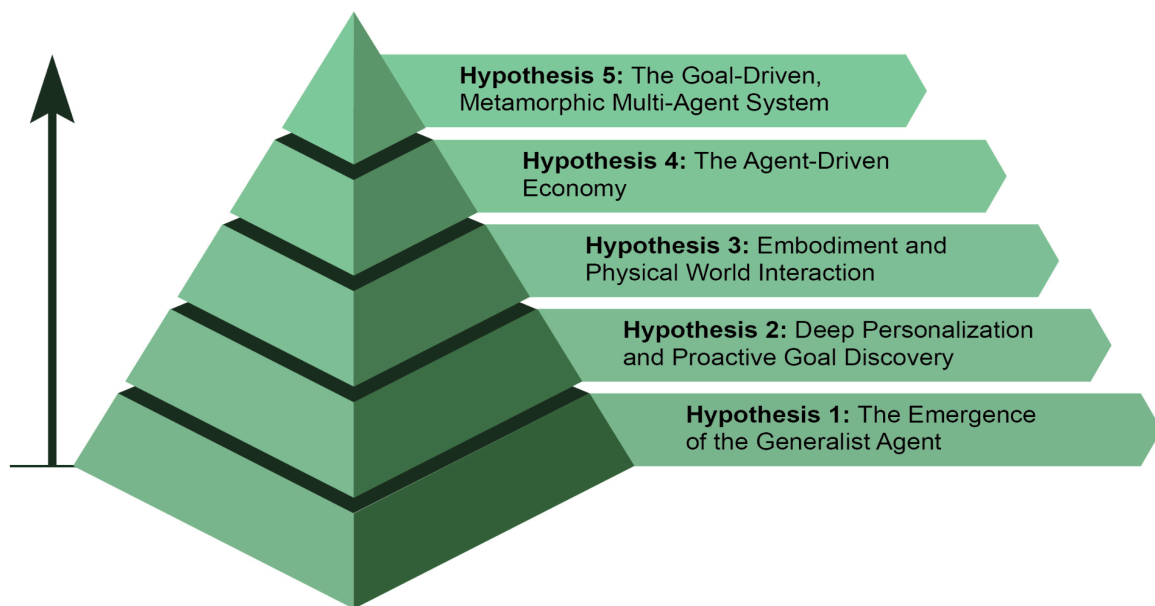 Hypothesis 5: The Goal-Driven,
Metamorphic Multi-Agent System
Hypothesis 4: The Agent-Driven
Economy
Hypothesis 3: Embodiment and
Physical World Interaction
Hypothesis 2: Deep Personalization
and Proactive Goal Discovery
Hypothesis 1: The Emergence
of the Generalist Agent